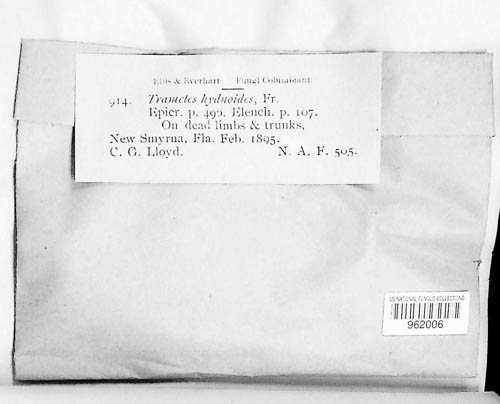 Ellis & Everhart — Fungi Columbiani.
914. Trametes hydnoides, Fr.
Epicr. p. 490. Elench. p. 107.
On dead limbs & trunks,
New Smyrna, Fla. Feb. 1895.
C. G. Lloyd. N. A. F. 505.
US NATIONAL FUNGUS COLLECTIONS
962006